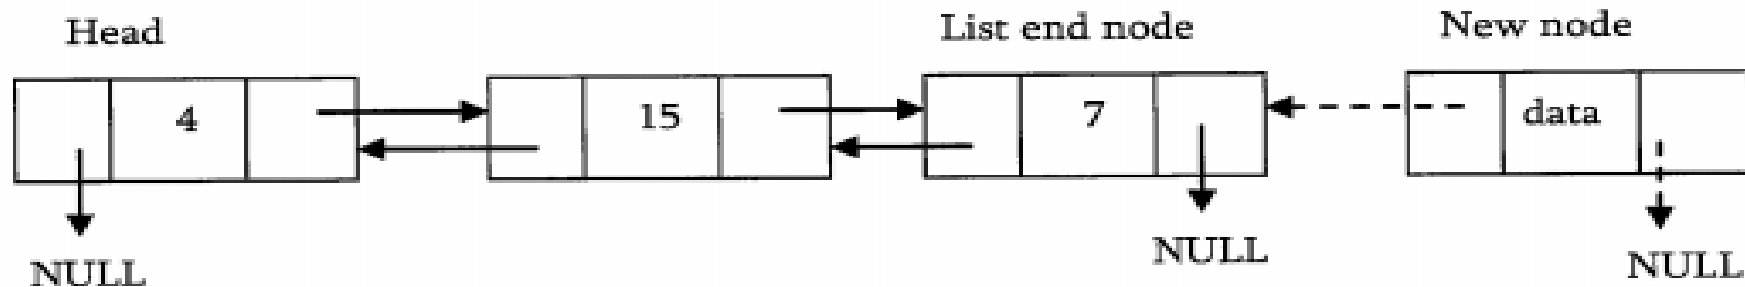 Head
List end node
New node
4
15
7
data
NULL
NULL
NULL